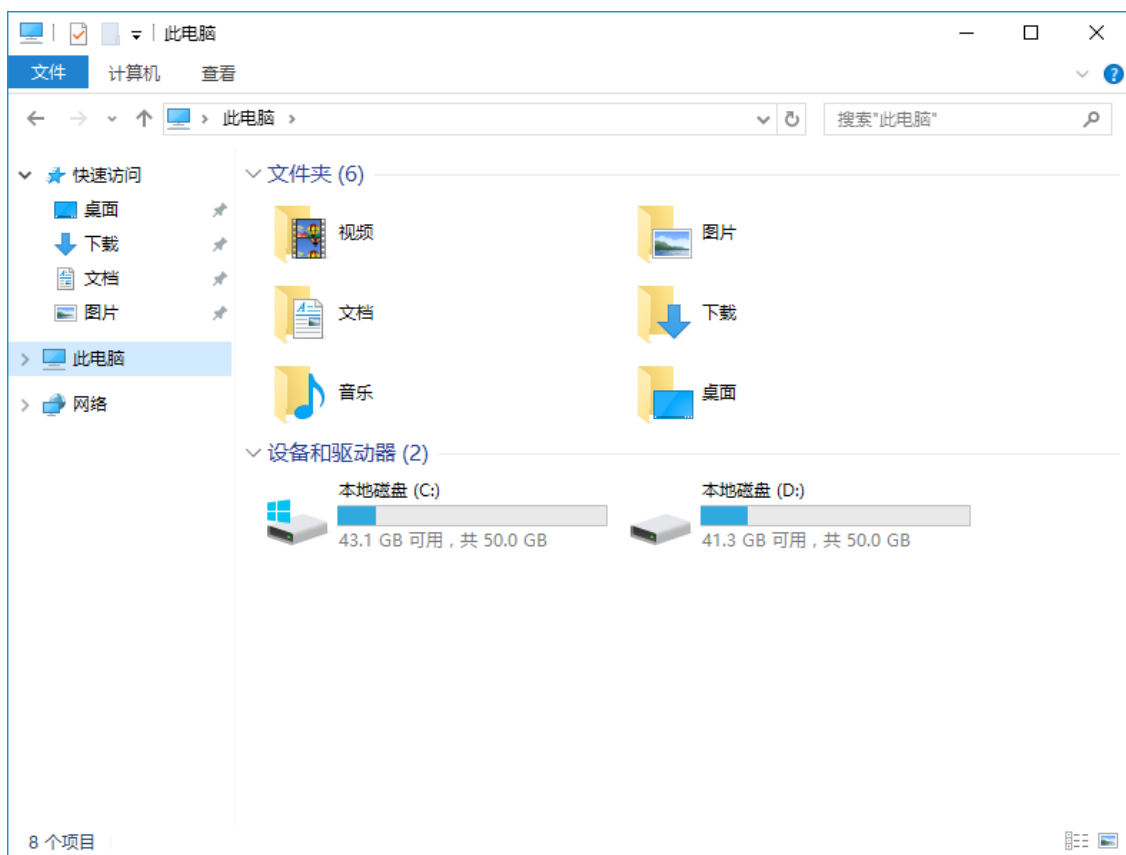 此电脑
文件 计算机 查看
此电脑 搜索"此电脑"
快速访问
桌面
下载
文档
图片
此电脑
网络
文件夹 (6)
视频 图片
文档 下载
音乐 桌面
设备和驱动器 (2)
本地磁盘 (C:) 本地磁盘 (D:)
43.1 GB 可用，共 50.0 GB 41.3 GB 可用，共 50.0 GB
8 个项目